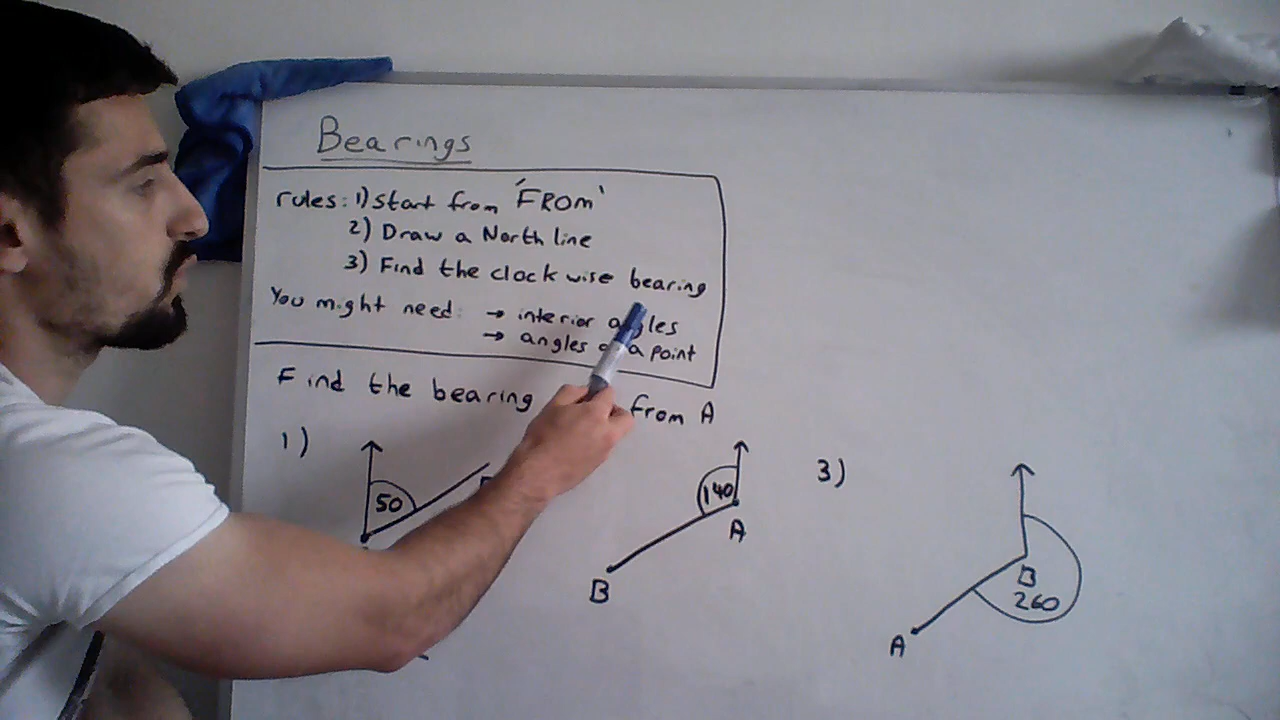 Bearings
rules: 1) Start from 'FROM'
2) Draw a North line
3) Find the clockwise bearing
You might need: → interior angles
→ angles a point
Find the bearing from A
1)
50
140
A
B
3)
B
260
A